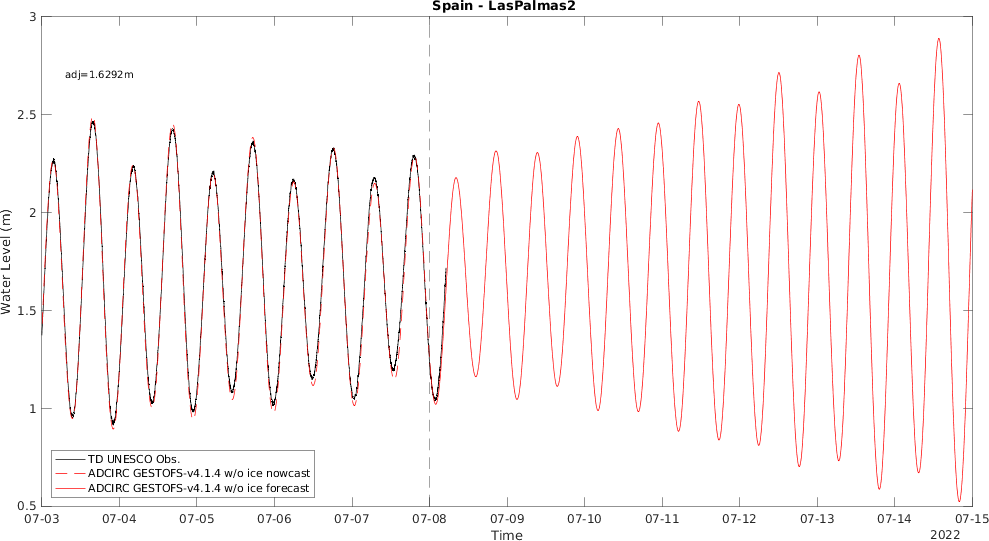 Spain - LasPalmas2
3
adj=1.6292m
2.5
2
Water Level (m)
1.5
1
TD UNESCO Obs.
ADCIRC GESTOFS-v4.1.4 w/o ice nowcast
ADCIRC GESTOFS-v4.1.4 w/o ice forecast
0.5
07-03 07-04 07-05 07-06 07-07 07-08 07-09 07-10 07-11 07-12 07-13 07-14 07-15
Time
2022